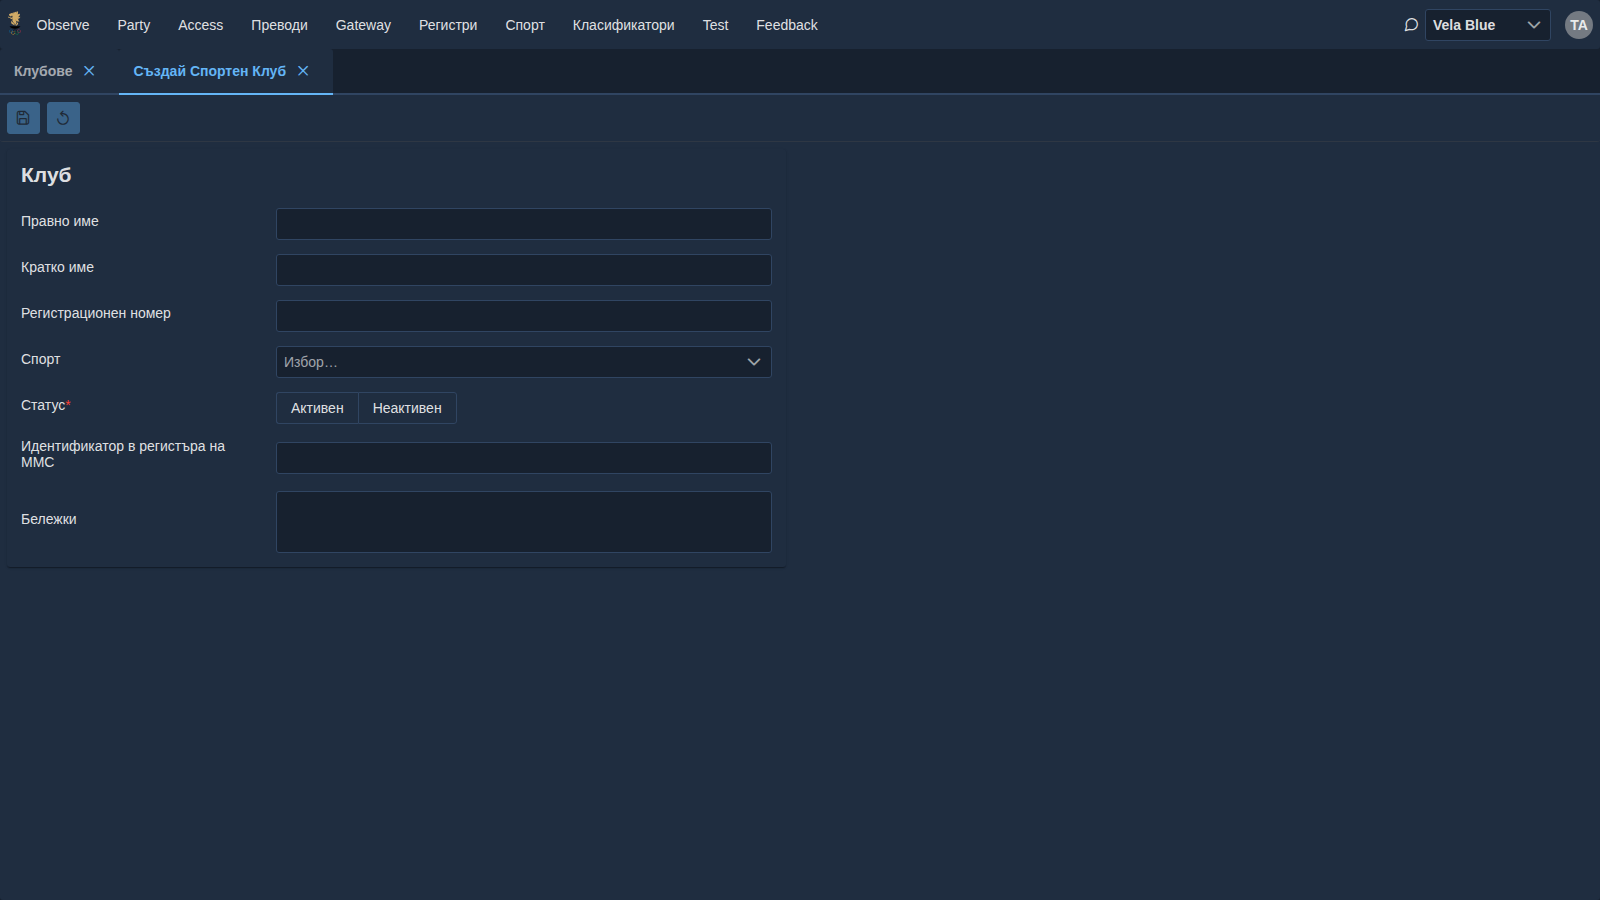 Observe
Party
Access
Преводи
Gateway
Регистри
Спорт
Класификатори
Test
Feedback
Vela Blue
TA
Клубове
Създай Спортен Клуб
Клуб
Правно име
Кратко име
Регистрационен номер
Спорт
Избор…
Статус*
Активен
Неактивен
Идентификатор в регистъра на
ММС
Бележки